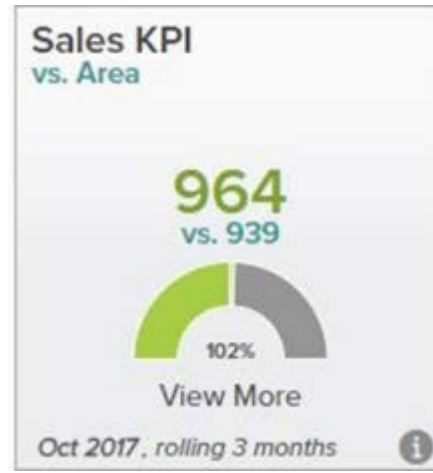 Sales KPI
vs. Area
964
vs. 939
102%
View More
Oct 2017, rolling 3 months
i